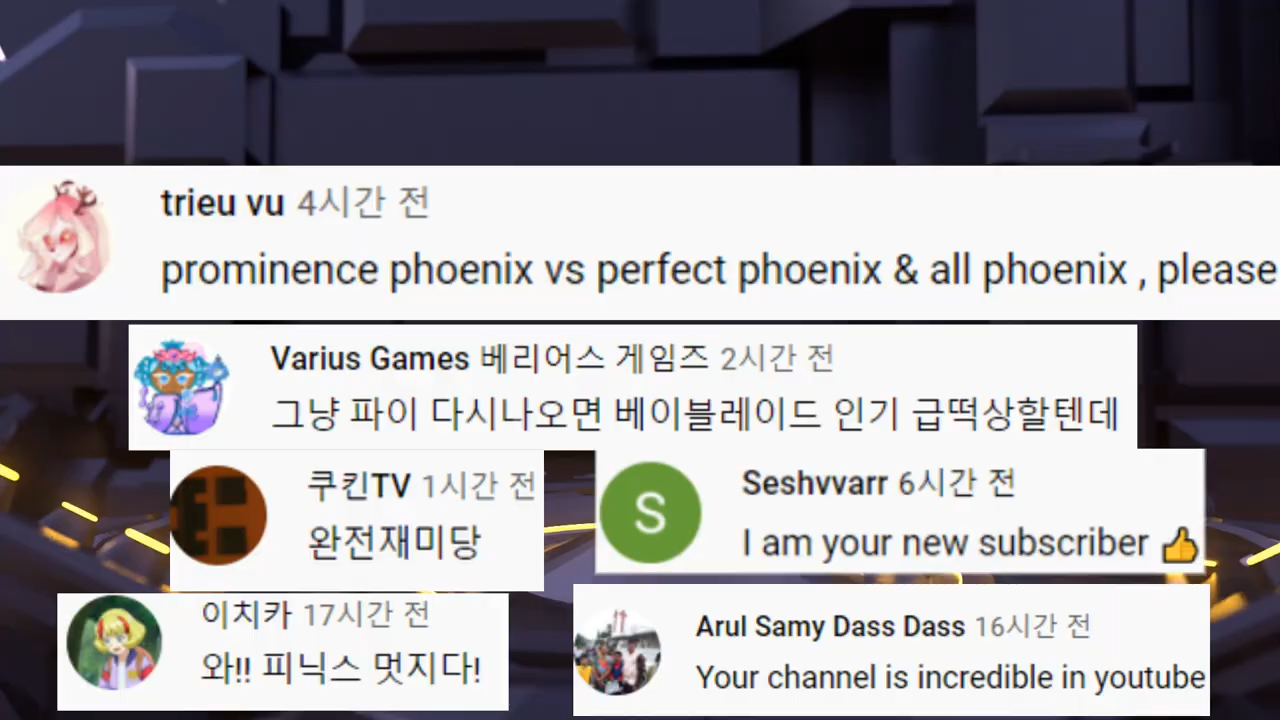 trieu vu 4시간 전
prominence phoenix vs perfect phoenix & all phoenix , please
Varius Games 베리어스 게임즈 2시간 전
그냥 파이 다시나오면 베이블레이드 인기 급떡상할텐데
쿠킨TV 1시간 전
완전재미당
S
Seshvvarr 6시간 전
I am your new subscriber 👍
이치카 17시간 전
와!! 피닉스 멋지다!
Arul Samy Dass Dass 16시간 전
Your channel is incredible in youtube